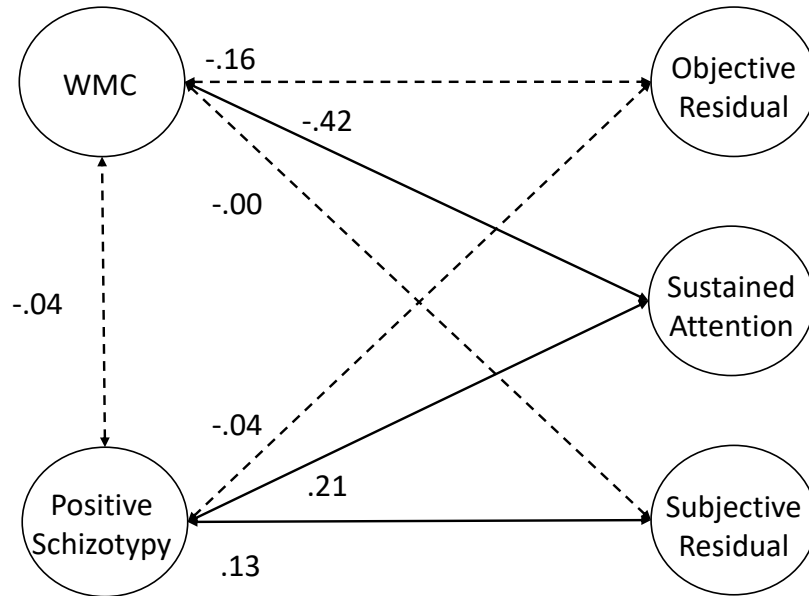 WMC
-.16
-.42
-.00
-.04
Objective
Residual
Sustained
Attention
-.04
.21
.13
Positive
Schizotypy
Subjective
Residual